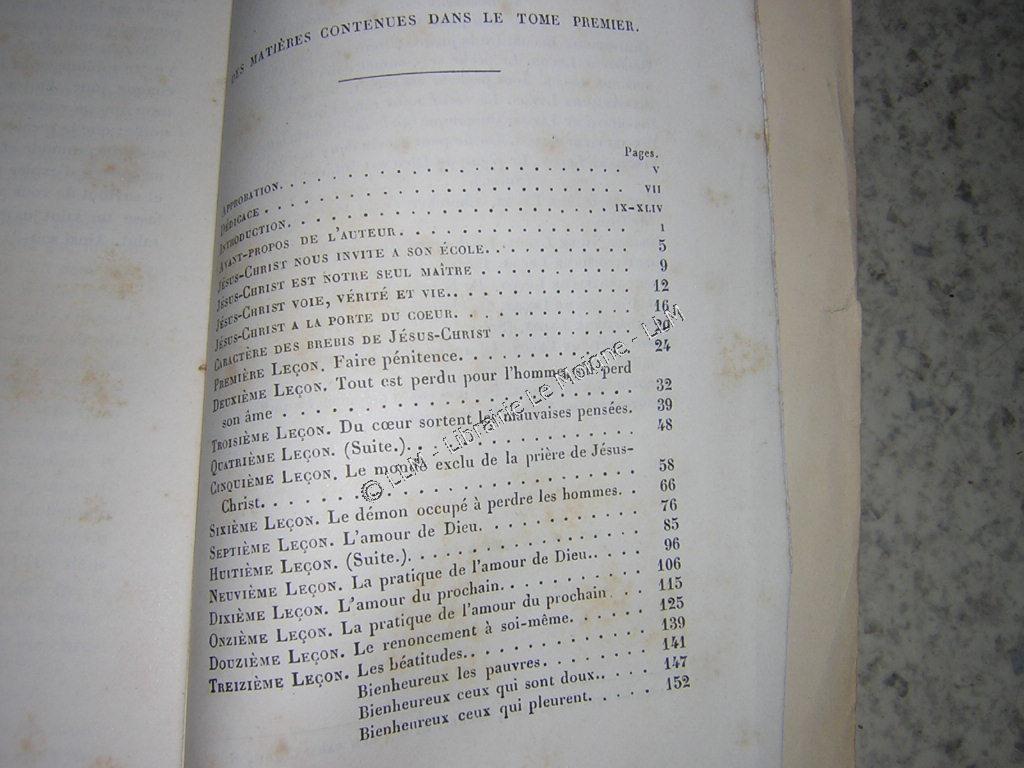 DES MATIÈRES CONTENUES DANS LE TOME PREMIER.
Pages.
APPROBATION. . . . . . . . . . . . . . . . . V
DÉDICACE . . . . . . . . . . . . . . . . . VII
INTRODUCTION. . . . . . . . . . . . . . . . . IX-XLIV
AVANT-PROPOS DE L'AUTEUR. . . . . . . . . . . . 1
JÉSUS-CHRIST NOUS INVITE A SON ÉCOLE. . . . . . . . . 5
JÉSUS-CHRIST EST NOTRE SEUL MAÎTRE . . . . . . . . 9
JÉSUS-CHRIST VOIE, VÉRITÉ ET VIE.. . . . . . . . . 12
JÉSUS-CHRIST A LA PORTE DU COEUR. . . . . . . . . 16
CARACTÈRE DES BREBIS DE JÉSUS-CHRIST . . . . . . . 20
PREMIÈRE LEÇON. Faire pénitence. . . . . . . . . . 24
DEUXIÈME LEÇON. Tout est perdu pour l'homme qui perd
son âme . . . . . . . . . . . . . . . . . 32
TROISIÈME LEÇON. Du cœur sortent les mauvaises pensées. 39
QUATRIÈME LEÇON. (Suite.). . . . . . . . . . . . 48
CINQUIÈME LEÇON. Le monde exclu de la prière de Jésus-
Christ. . . . . . . . . . . . . . . . . . 58
SIXIÈME LEÇON. Le démon occupé à perdre les hommes. . 66
SEPTIÈME LEÇON. L'amour de Dieu. . . . . . . . . . 76
HUITIÈME LEÇON. (Suite.). . . . . . . . . . . . . 85
NEUVIÈME LEÇON. La pratique de l'amour de Dieu.. . . . 96
DIXIÈME LEÇON. L'amour du prochain. . . . . . . . . 106
ONZIÈME LEÇON. La pratique de l'amour du prochain . . . 115
DOUZIÈME LEÇON. Le renoncement à soi-même. . . . . . 125
TREIZIÈME LEÇON. Les béatitudes.. . . . . . . . . . 139
Bienheureux les pauvres. . . . . . . . 141
Bienheureux ceux qui sont doux.. . . . . 147
Bienheureux ceux qui pleurent. . . . . . 152
© LLM - Librairie Le Moigne - LLM